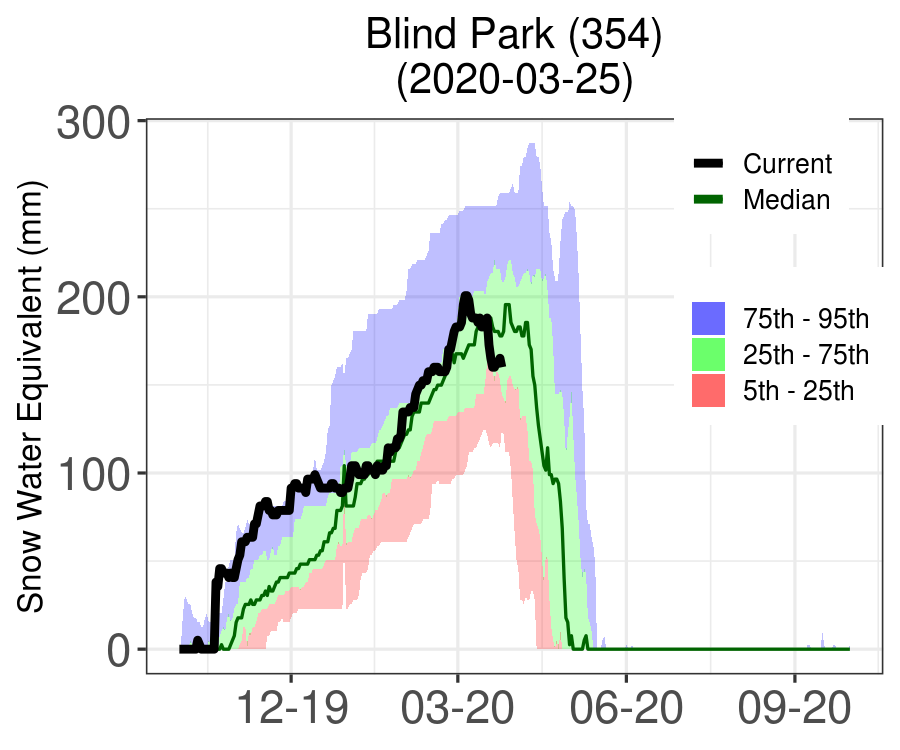 Blind Park (354)
(2020-03-25)
Snow Water Equivalent (mm)
300
200
100
0
12-19
03-20
06-20
09-20
Current
Median
75th - 95th
25th - 75th
5th - 25th